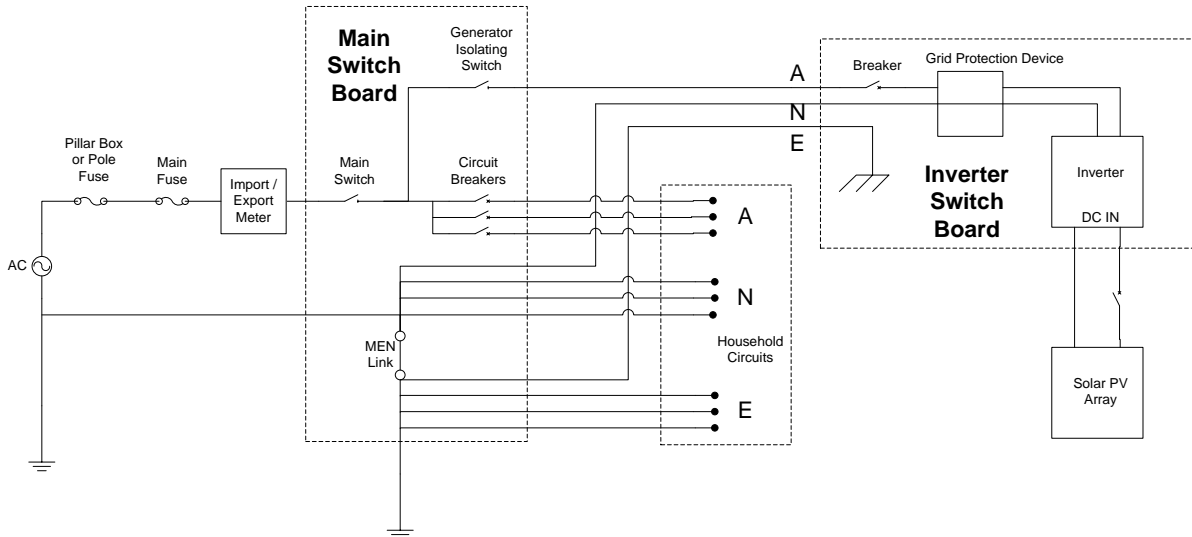 Main
Switch
Board
Generator
Isolating
Switch
Pillar Box
or Pole
Fuse
Main
Fuse
Import /
Export
Meter
Main
Switch
Circuit
Breakers
AC
MEN
Link
A
N
E
Household
Circuits
A
N
E
Breaker
Grid Protection Device
Inverter
DC IN
Inverter
Switch
Board
Solar PV
Array